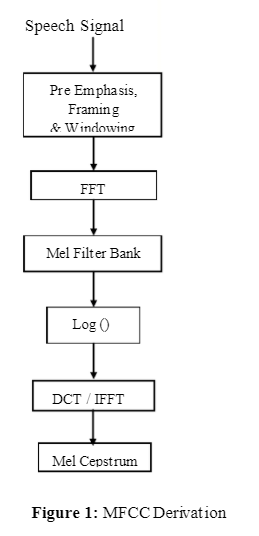 Speech Signal
Pre Emphasis,
Framing
& Windowing
FFT
Mel Filter Bank
Log ()
DCT / IFFT
Mel Cepstrum
Figure 1: MFCC Derivation